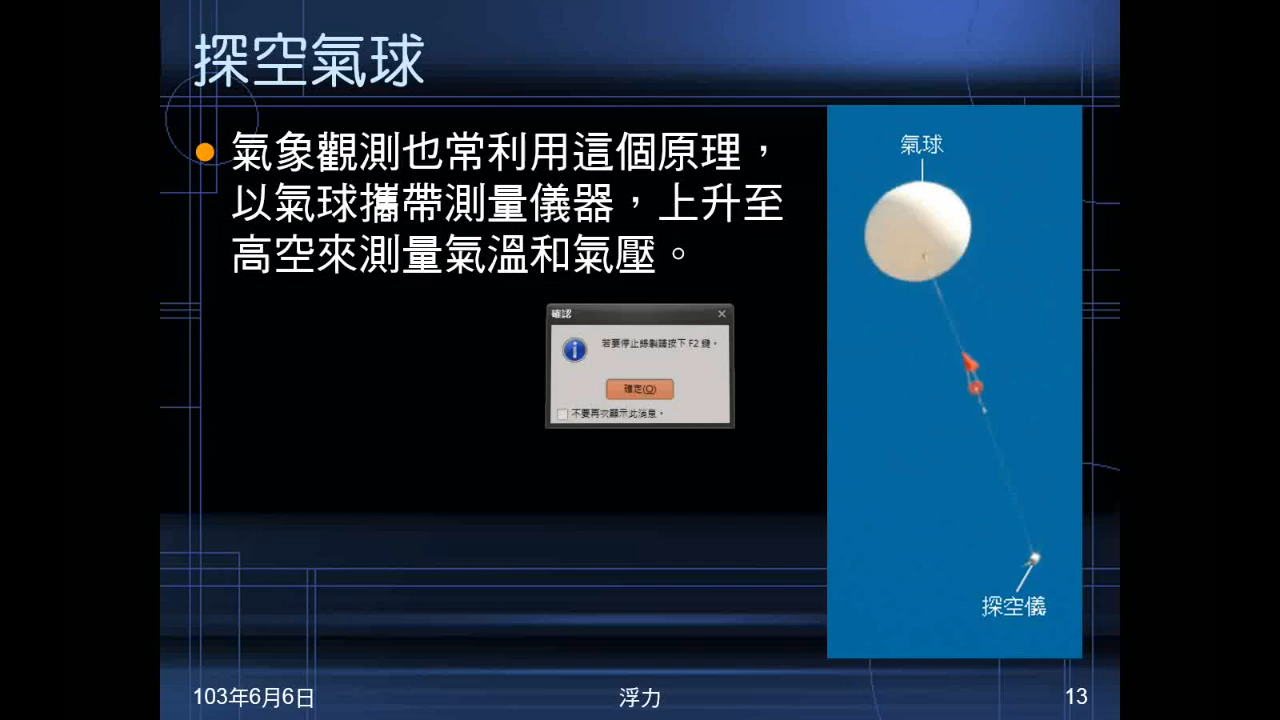 探空氣球
氣象觀測也常利用這個原理，
以氣球攜帶測量儀器，上升至
高空來測量氣溫和氣壓。
氣球
確認
若要停止錄製請按下 F2 鍵。
確定(O)
不要再次顯示此消息。
探空儀
103年6月6日
浮力
13